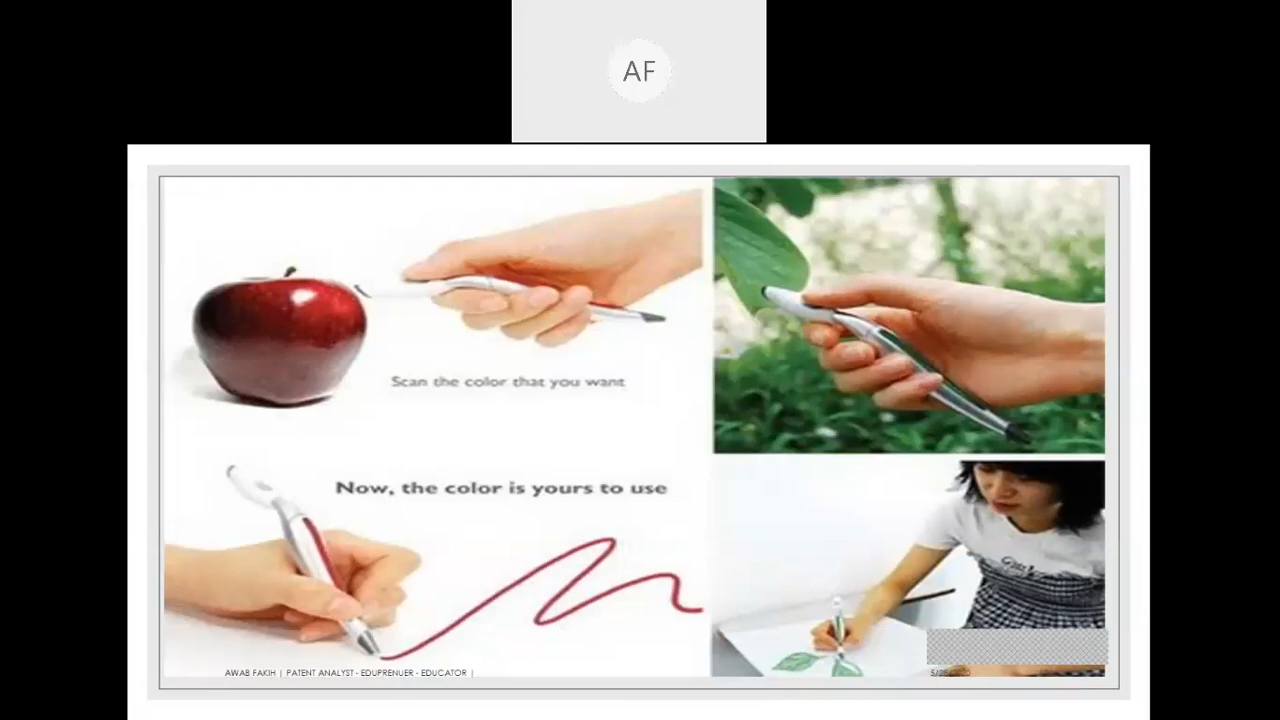 AF
Scan the color that you want
Now, the color is yours to use
AWAB FAKIH | PATENT ANALYST - EDUPRENUER - EDUCATOR |